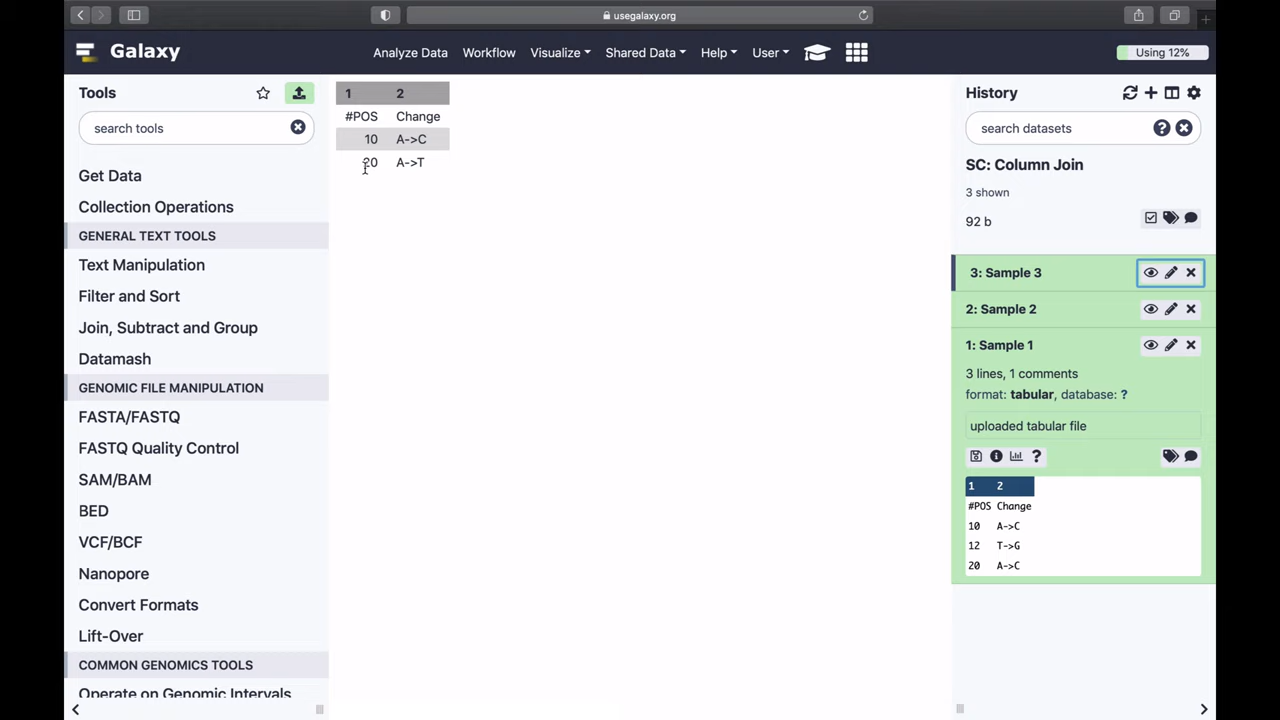 usegalaxy.org
Galaxy
Analyze Data Workflow Visualize Shared Data Help User Using 12%
Tools
search tools
Get Data
Collection Operations
GENERAL TEXT TOOLS
Text Manipulation
Filter and Sort
Join, Subtract and Group
Datamash
GENOMIC FILE MANIPULATION
FASTA/FASTQ
FASTQ Quality Control
SAM/BAM
BED
VCF/BCF
Nanopore
Convert Formats
Lift-Over
COMMON GENOMICS TOOLS
Operate on Genomic Intervals
1 2
#POS Change
10 A->C
20 A->T
History
search datasets
SC: Column Join
3 shown
92 b
3: Sample 3
2: Sample 2
1: Sample 1
3 lines, 1 comments
format: tabular, database: ?
uploaded tabular file
1 2
#POS Change
10 A->C
12 T->G
20 A->C